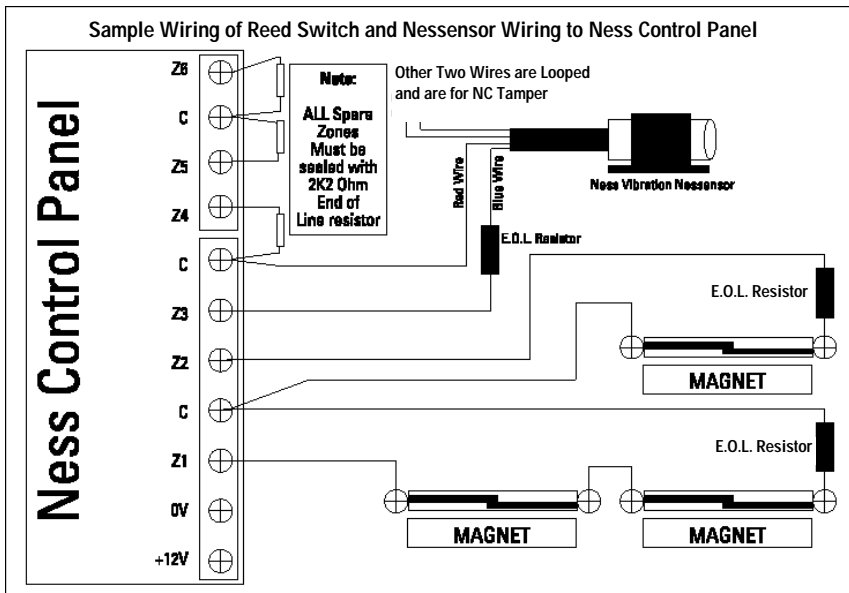 Sample Wiring of Reed Switch and Nessensor Wiring to Ness Control Panel
Ness Control Panel
Z6
C
Z5
Z4
C
Z3
Z2
C
Z1
0V
+12V
Note:
ALL Spare
Zones
Must be
sealed with
2K2 Ohm
End of
Line resistor
Other Two Wires are Looped
and are for NC Tamper
Red Wire
Blue Wire
Ness Vibration Nessensor
E.O.L. Resistor
E.O.L. Resistor
MAGNET
E.O.L. Resistor
MAGNET
MAGNET